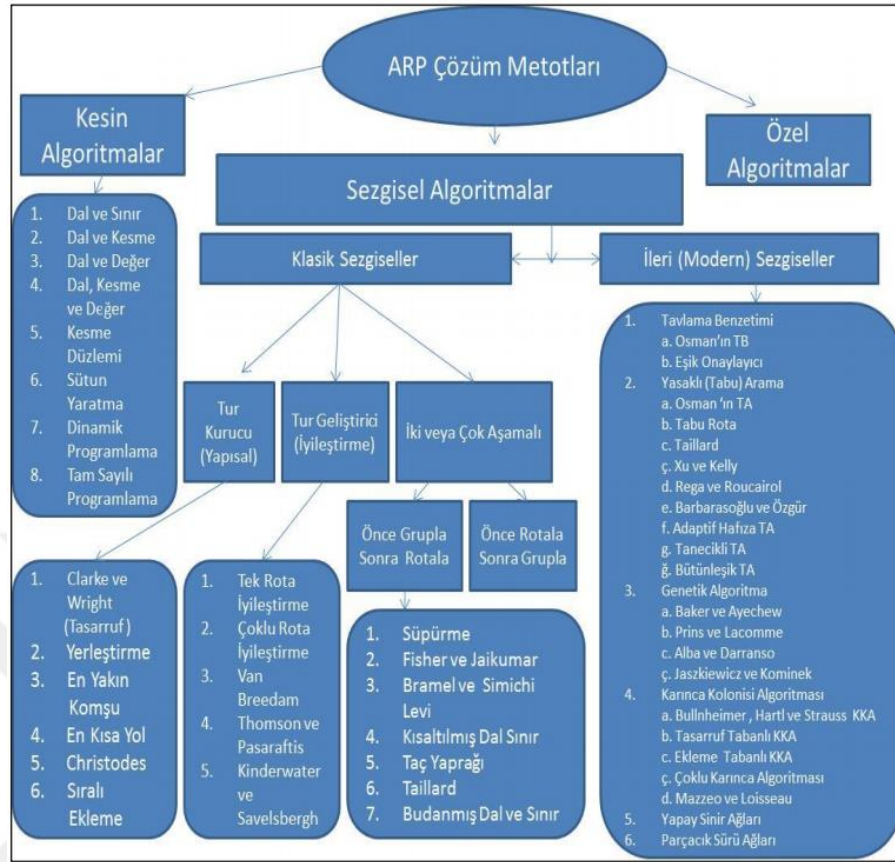 ARP Çözüm Metotları
Kesin
Algoritmalar
Özel
Algoritmalar
Sezgisel Algoritmalar
1. Dal ve Sınır
2. Dal ve Kesme
3. Dal ve Değer
4. Dal, Kesme
ve Değer
5. Kesme
Düzlemi
6. Sütun
Yaratma
7. Dinamik
Programlama
8. Tam Sayılı
Programlama
Klasik Sezgiseller
İleri (Modern) Sezgiseller
Tur
Kurucu
(Yapısal)
Tur Geliştirici
(İyileştirme)
İki veya Çok Aşamalı
Önce Grupla
Sonra Rotala
Önce Rotala
Sonra Grupla
1. Clarke ve
Wright
(Tasarruf)
2. Yerleştirme
3. En Yakın
Komşu
4. En Kısa Yol
5. Christodes
6. Sıralı
Ekleme
1. Tek Rota
İyileştirme
2. Çoklu Rota
İyileştirme
3. Van
Breedam
4. Thomson ve
Pasaraftis
5. Kinderwater
ve
Savelsbergh
1. Süpürme
2. Fisher ve Jaikumar
3. Bramel ve Simichi
Levi
4. Kısaltılmış Dal Sınır
5. Taç Yaprağı
6. Taillard
7. Budanmış Dal ve Sınır
1. Tavlama Benzetimi
a. Osman'ın TB
b. Eşik Onaylayıcı
2. Yasaklı (Tabu) Arama
a. Osman 'ın TA
b. Tabu Rota
c. Taillard
ç. Xu ve Kelly
d. Rega ve Roucairol
e. Barbarasoğlu ve Özgür
f. Adaptif Hafıza TA
g. Tanecikli TA
ğ. Bütünleşik TA
3. Genetik Algoritma
a. Baker ve Ayechew
b. Prins ve Lacomme
c. Alba ve Darranso
ç. Jaszkiewicz ve Kominek
4. Karınca Kolonisi Algoritması
a. Bullnheimer , Hartl ve Strauss KKA
b. Tasarruf Tabanlı KKA
c. Ekleme Tabanlı KKA
ç. Çoklu Karınca Algoritması
d. Mazzeo ve Loisseau
5. Yapay Sinir Ağları
6. Parçacık Sürü Ağları